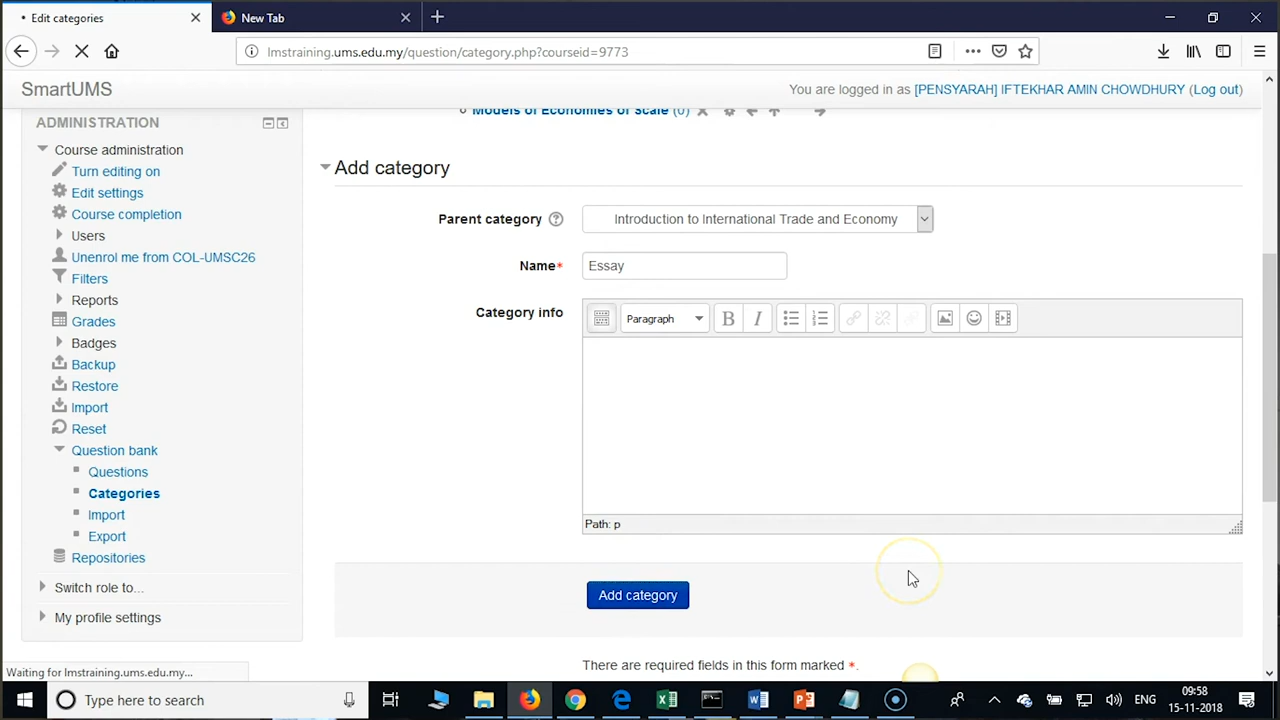 Edit categories
New Tab
lmstraining.ums.edu.my/question/category.php?courseid=9773
SmartUMS
You are logged in as [PENSYARAH] IFTEKHAR AMIN CHOWDHURY (Log out)
ADMINISTRATION
Course administration
Turn editing on
Edit settings
Course completion
Users
Unenrol me from COL-UMSC26
Filters
Reports
Grades
Badges
Backup
Restore
Import
Reset
Question bank
Questions
Categories
Import
Export
Repositories
Switch role to...
My profile settings
Models of Economies of Scale (0)
Add category
Parent category
Introduction to International Trade and Economy
Name*
Essay
Category info
Paragraph
B I
Path: p
Add category
There are required fields in this form marked *.
Waiting for lmstraining.ums.edu.my...
Type here to search
ENG
09:58
15-11-2018